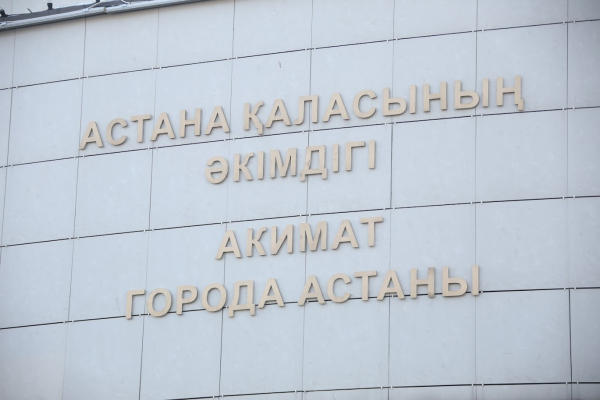 АСТАНА ҚАЛАСЫНЫҢ
ӘКІМДІГІ
АКИМАТ
ГОРОДА АСТАНЫ